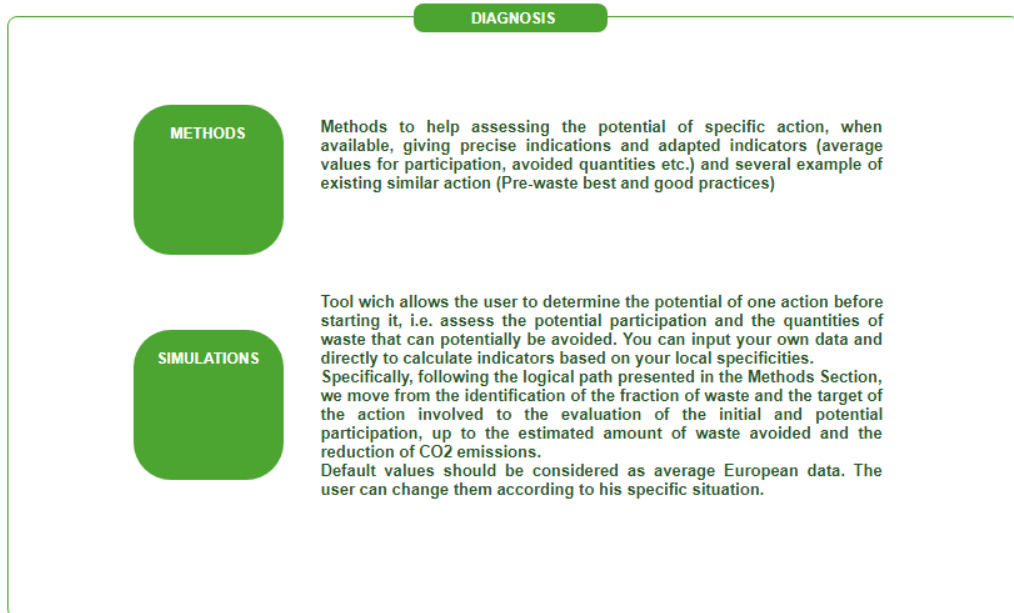 DIAGNOSIS
METHODS
Methods to help assessing the potential of specific action, when
available, giving precise indications and adapted indicators (average
values for participation, avoided quantities etc.) and several example of
existing similar action (Pre-waste best and good practices)
SIMULATIONS
Tool wich allows the user to determine the potential of one action before
starting it, i.e. assess the potential participation and the quantities of
waste that can potentially be avoided. You can input your own data and
directly to calculate indicators based on your local specificities.
Specifically, following the logical path presented in the Methods Section,
we move from the identification of the fraction of waste and the target of
the action involved to the evaluation of the initial and potential
participation, up to the estimated amount of waste avoided and the
reduction of CO2 emissions.
Default values should be considered as average European data. The
user can change them according to his specific situation.